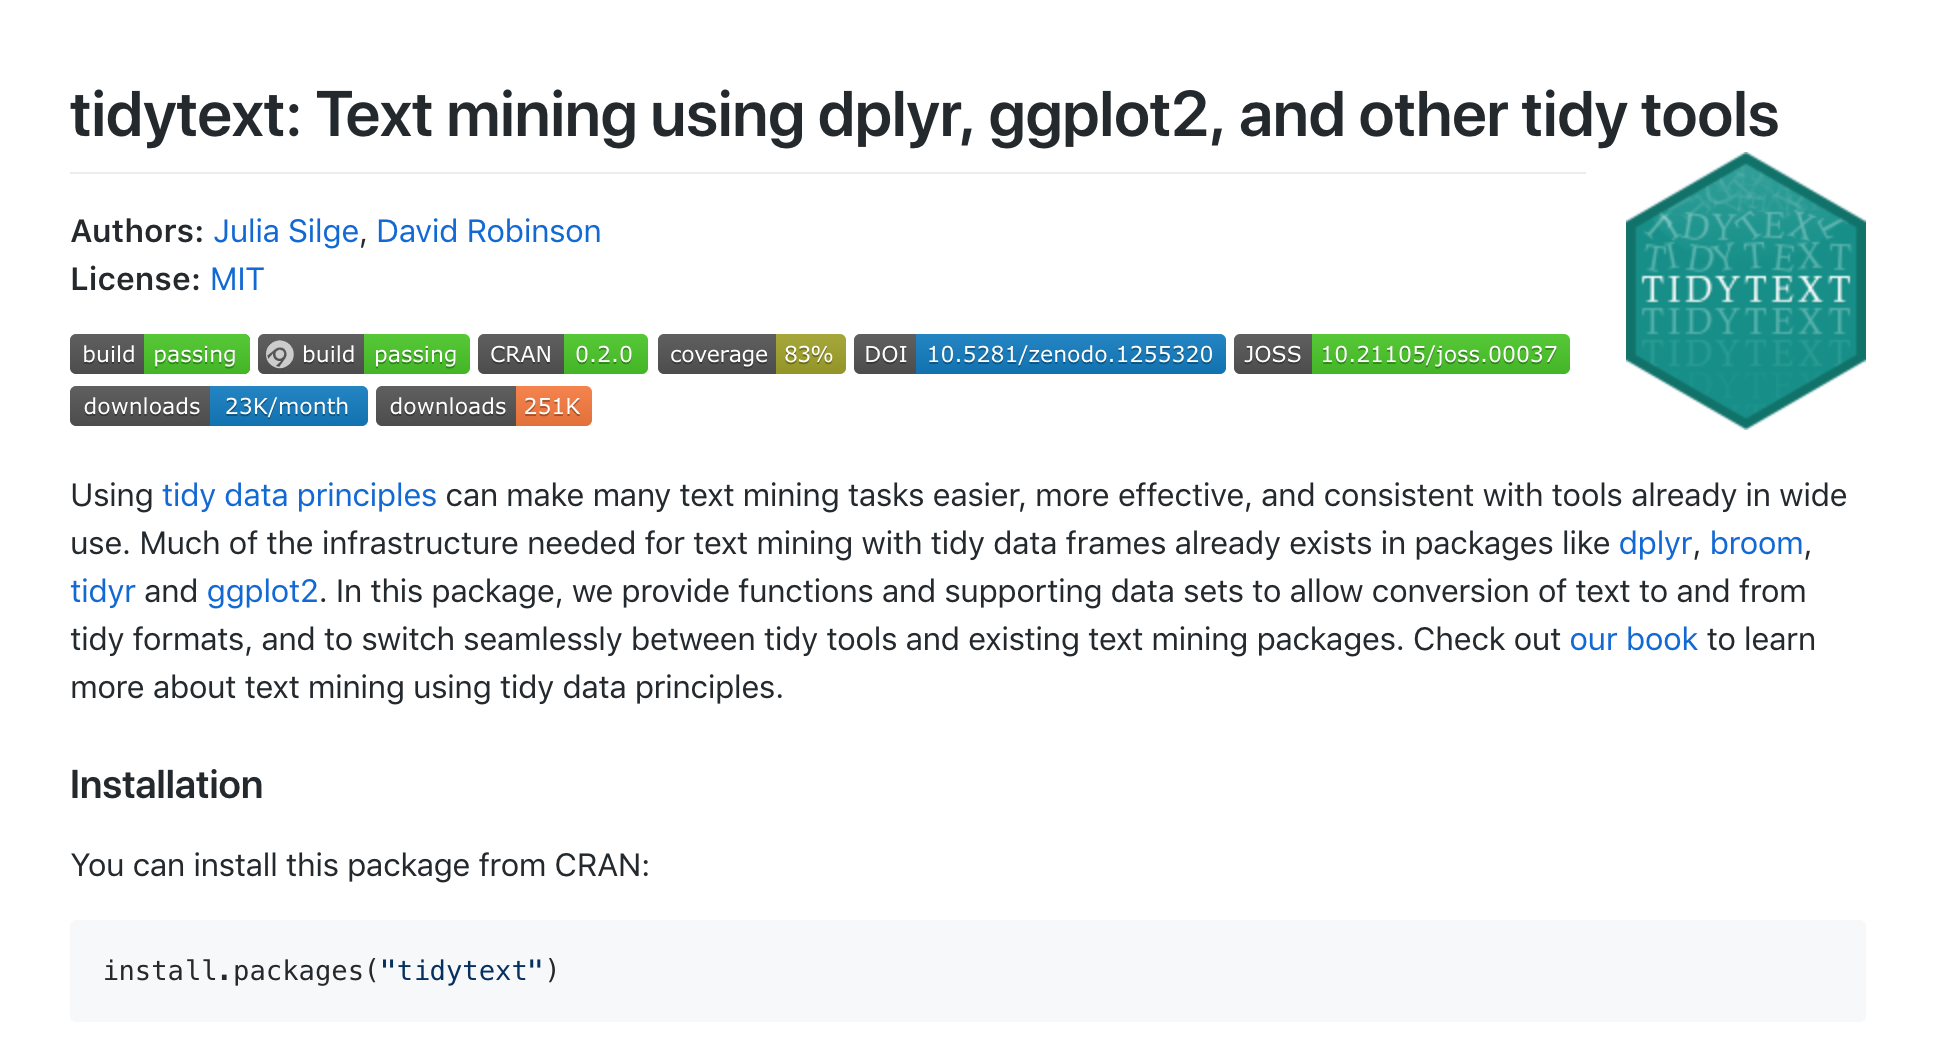 tidytext: Text mining using dplyr, ggplot2, and other tidy tools
Authors: Julia Silge, David Robinson
License: MIT
TIDYTEXT
TIDYTEXT
TIDYTEXT
TIDYTEXT
TIDYTEXT
build passing build passing CRAN 0.2.0 coverage 83% DOI 10.5281/zenodo.1255320 JOSS 10.21105/joss.00037
downloads 23K/month downloads 251K
Using tidy data principles can make many text mining tasks easier, more effective, and consistent with tools already in wide
use. Much of the infrastructure needed for text mining with tidy data frames already exists in packages like dplyr, broom,
tidyr and ggplot2. In this package, we provide functions and supporting data sets to allow conversion of text to and from
tidy formats, and to switch seamlessly between tidy tools and existing text mining packages. Check out our book to learn
more about text mining using tidy data principles.
Installation
You can install this package from CRAN:
install.packages("tidytext")